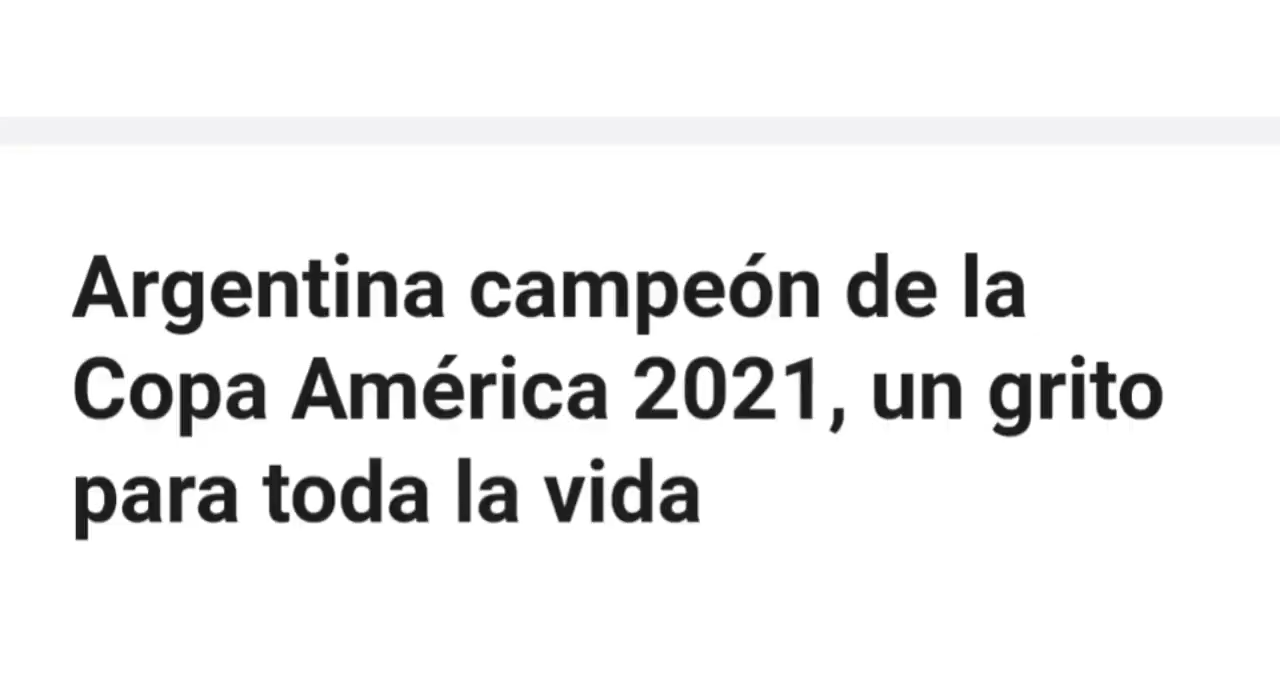 Argentina campeón de la
Copa América 2021, un grito
para toda la vida